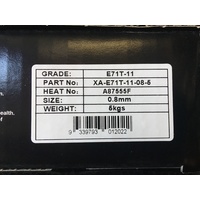 GRADE: E71T-11
PART No: XA-E71T-11-08-5
HEAT No: A87555F
SIZE: 0.8mm
WEIGHT: 5kgs
9 339793 012022